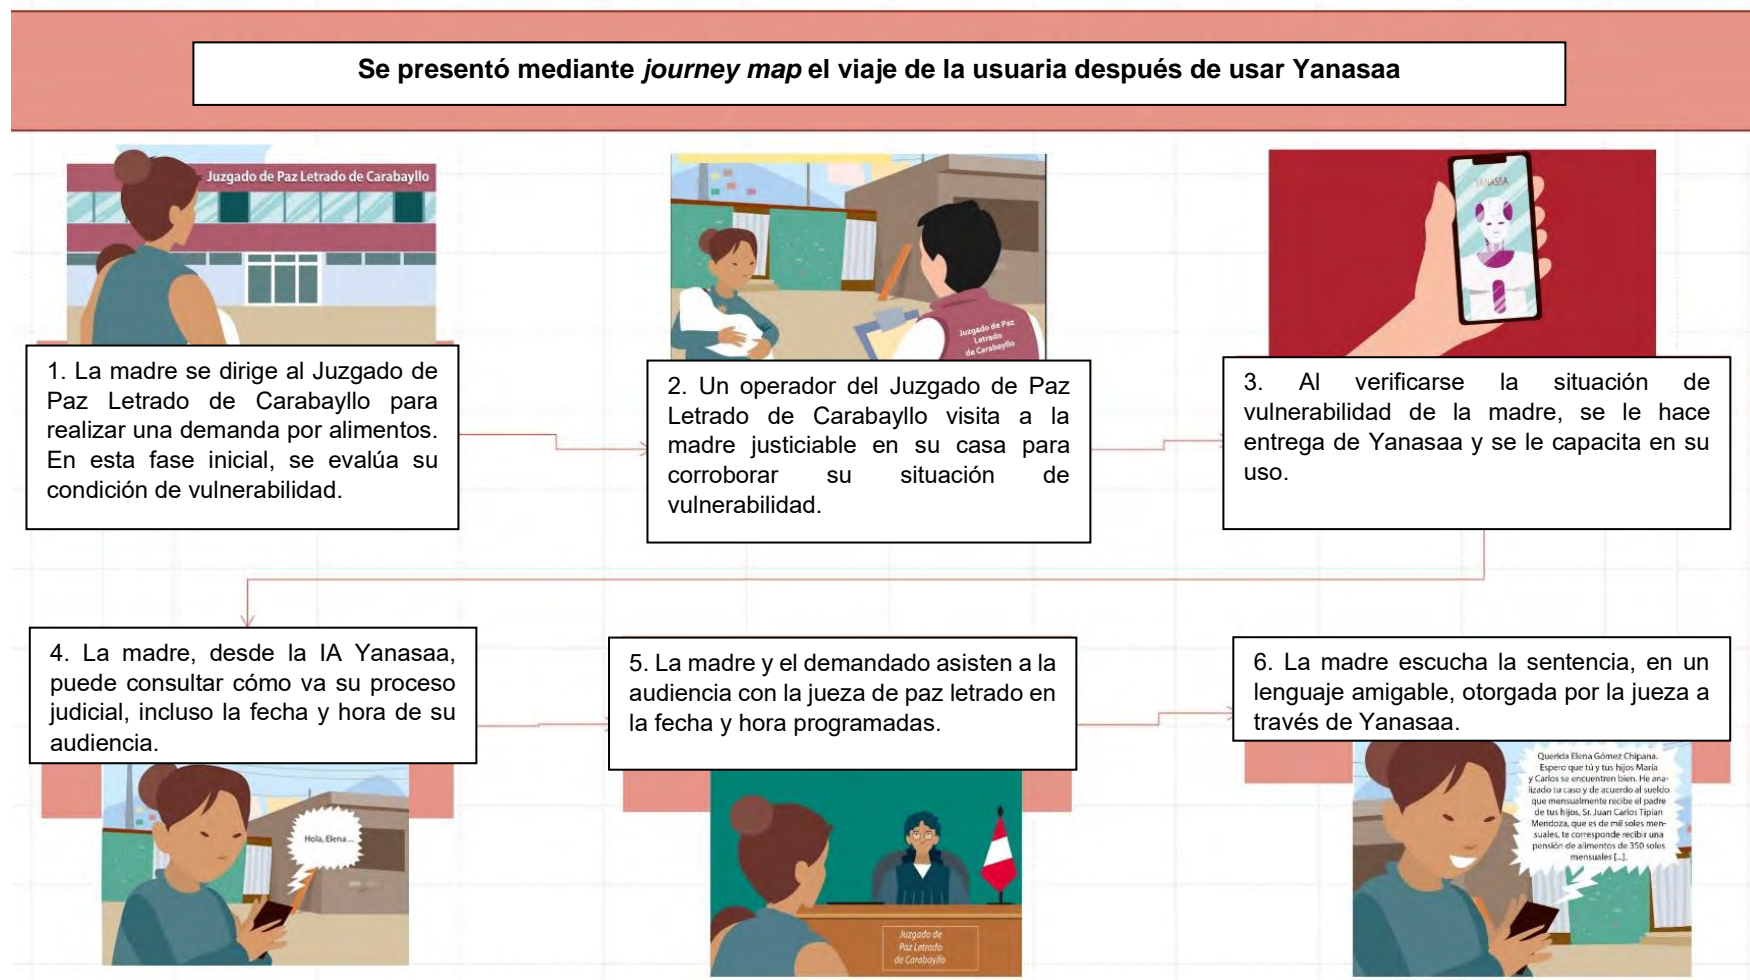 Se presentó mediante journey map el viaje de la usuaria después de usar Yanasaa
Juzgado de Paz Letrado de Carabayllo
1. La madre se dirige al Juzgado de
Paz Letrado de Carabayllo para
realizar una demanda por alimentos.
En esta fase inicial, se evalúa su
condición de vulnerabilidad.
Juzgado de Paz
Letrado
de Carabayllo
2. Un operador del Juzgado de Paz
Letrado de Carabayllo visita a la
madre justiciable en su casa para
corroborar su situación de
vulnerabilidad.
YANASSA
3. Al verificarse la situación de
vulnerabilidad de la madre, se le hace
entrega de Yanasaa y se le capacita en su
uso.
4. La madre, desde la IA Yanasaa,
puede consultar cómo va su proceso
judicial, incluso la fecha y hora de su
audiencia.
Hola, Elena ...
5. La madre y el demandado asisten a la
audiencia con la jueza de paz letrado en
la fecha y hora programadas.
Juzgado de
Paz Letrado
de Carabayllo
6. La madre escucha la sentencia, en un
lenguaje amigable, otorgada por la jueza a
través de Yanasaa.
Querida Elena Gómez Chipana.
Espero que tú y tus hijos María
y Carlos se encuentren bien. He ana-
lizado tu caso y de acuerdo al sueldo
que mensualmente recibe el padre
de tus hijos, Sr. Juan Carlos Tipian
Mendoza, que es de mil soles men-
suales, te corresponde recibir una
pensión de alimentos de 350 soles
mensuales [...].